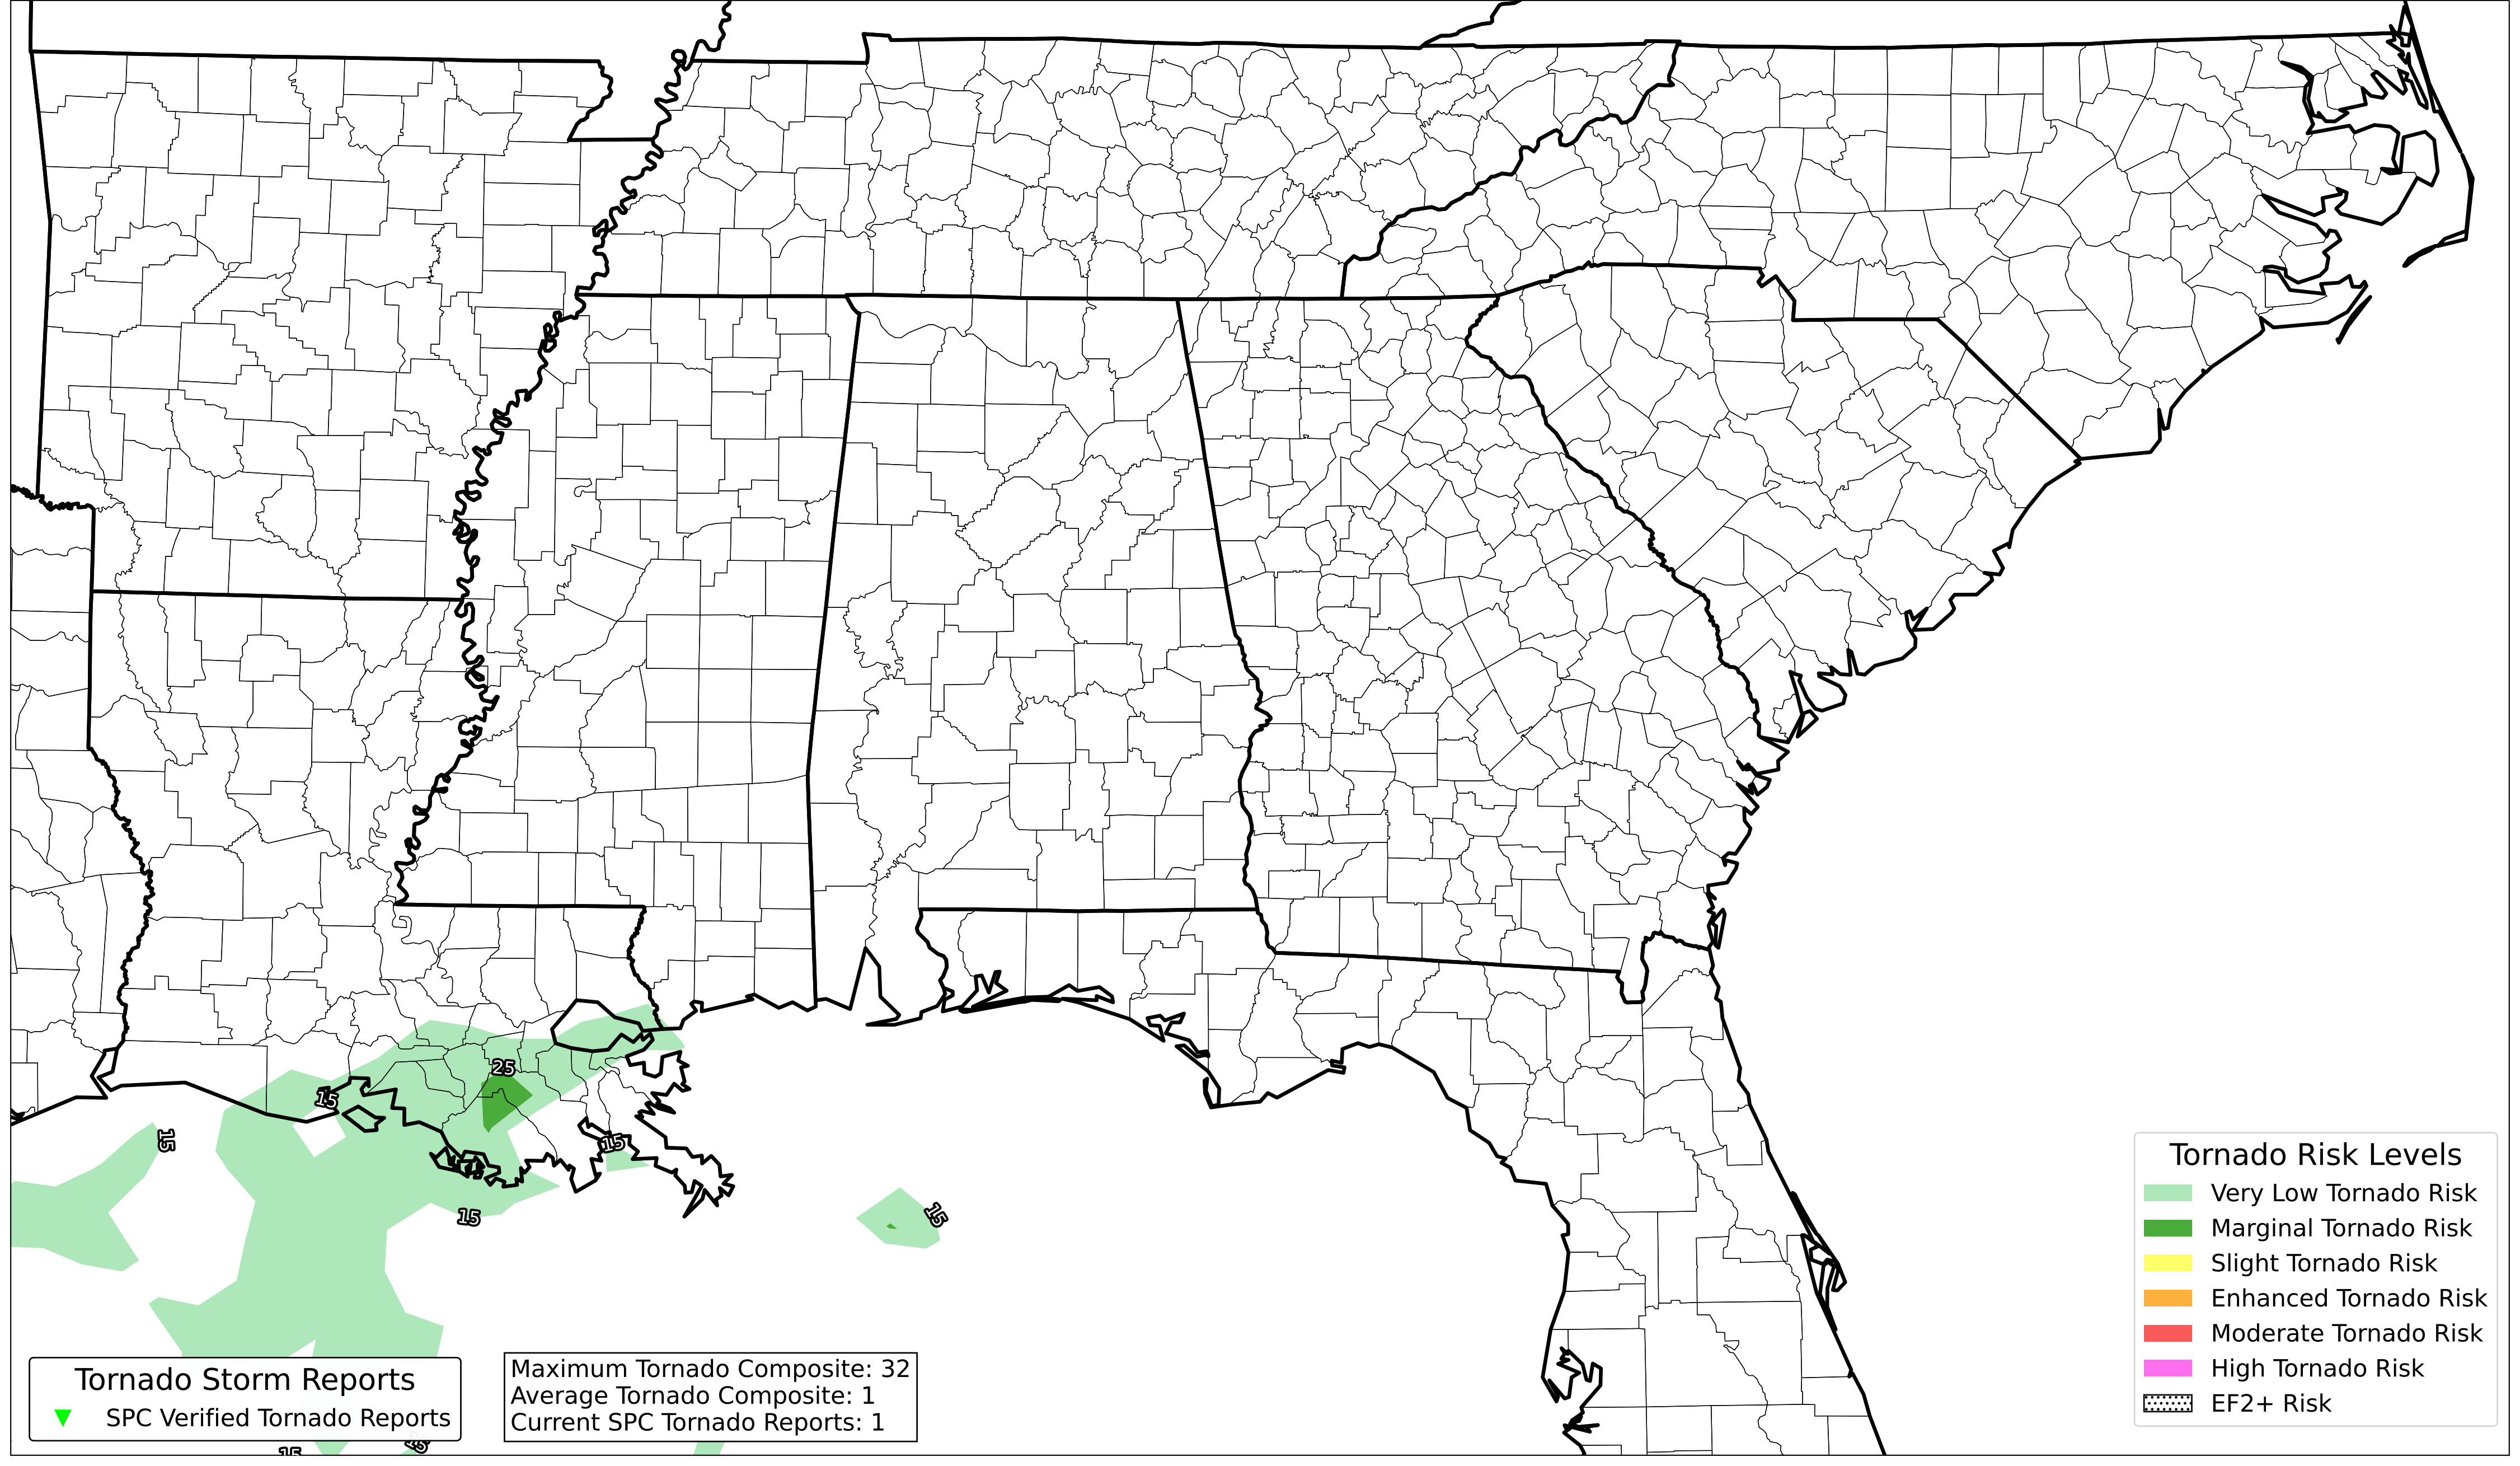 25
15
15
15
15
15
Tornado Risk Levels
Very Low Tornado Risk
Marginal Tornado Risk
Slight Tornado Risk
Enhanced Tornado Risk
Moderate Tornado Risk
High Tornado Risk
EF2+ Risk
Tornado Storm Reports
SPC Verified Tornado Reports
Maximum Tornado Composite: 32
Average Tornado Composite: 1
Current SPC Tornado Reports: 1
15
15